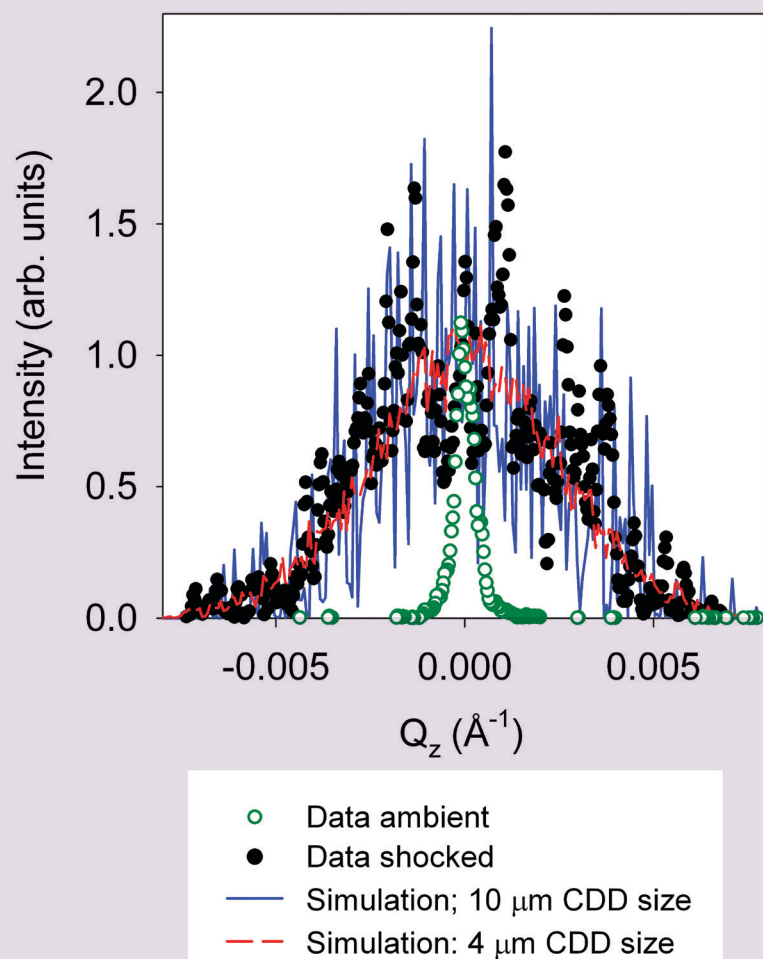 2.0
1.5
1.0
0.5
0.0
Intensity (arb. units)
-0.005 0.000 0.005
Qz (Å-1)
Data ambient
Data shocked
Simulation; 10 μm CDD size
Simulation: 4 μm CDD size